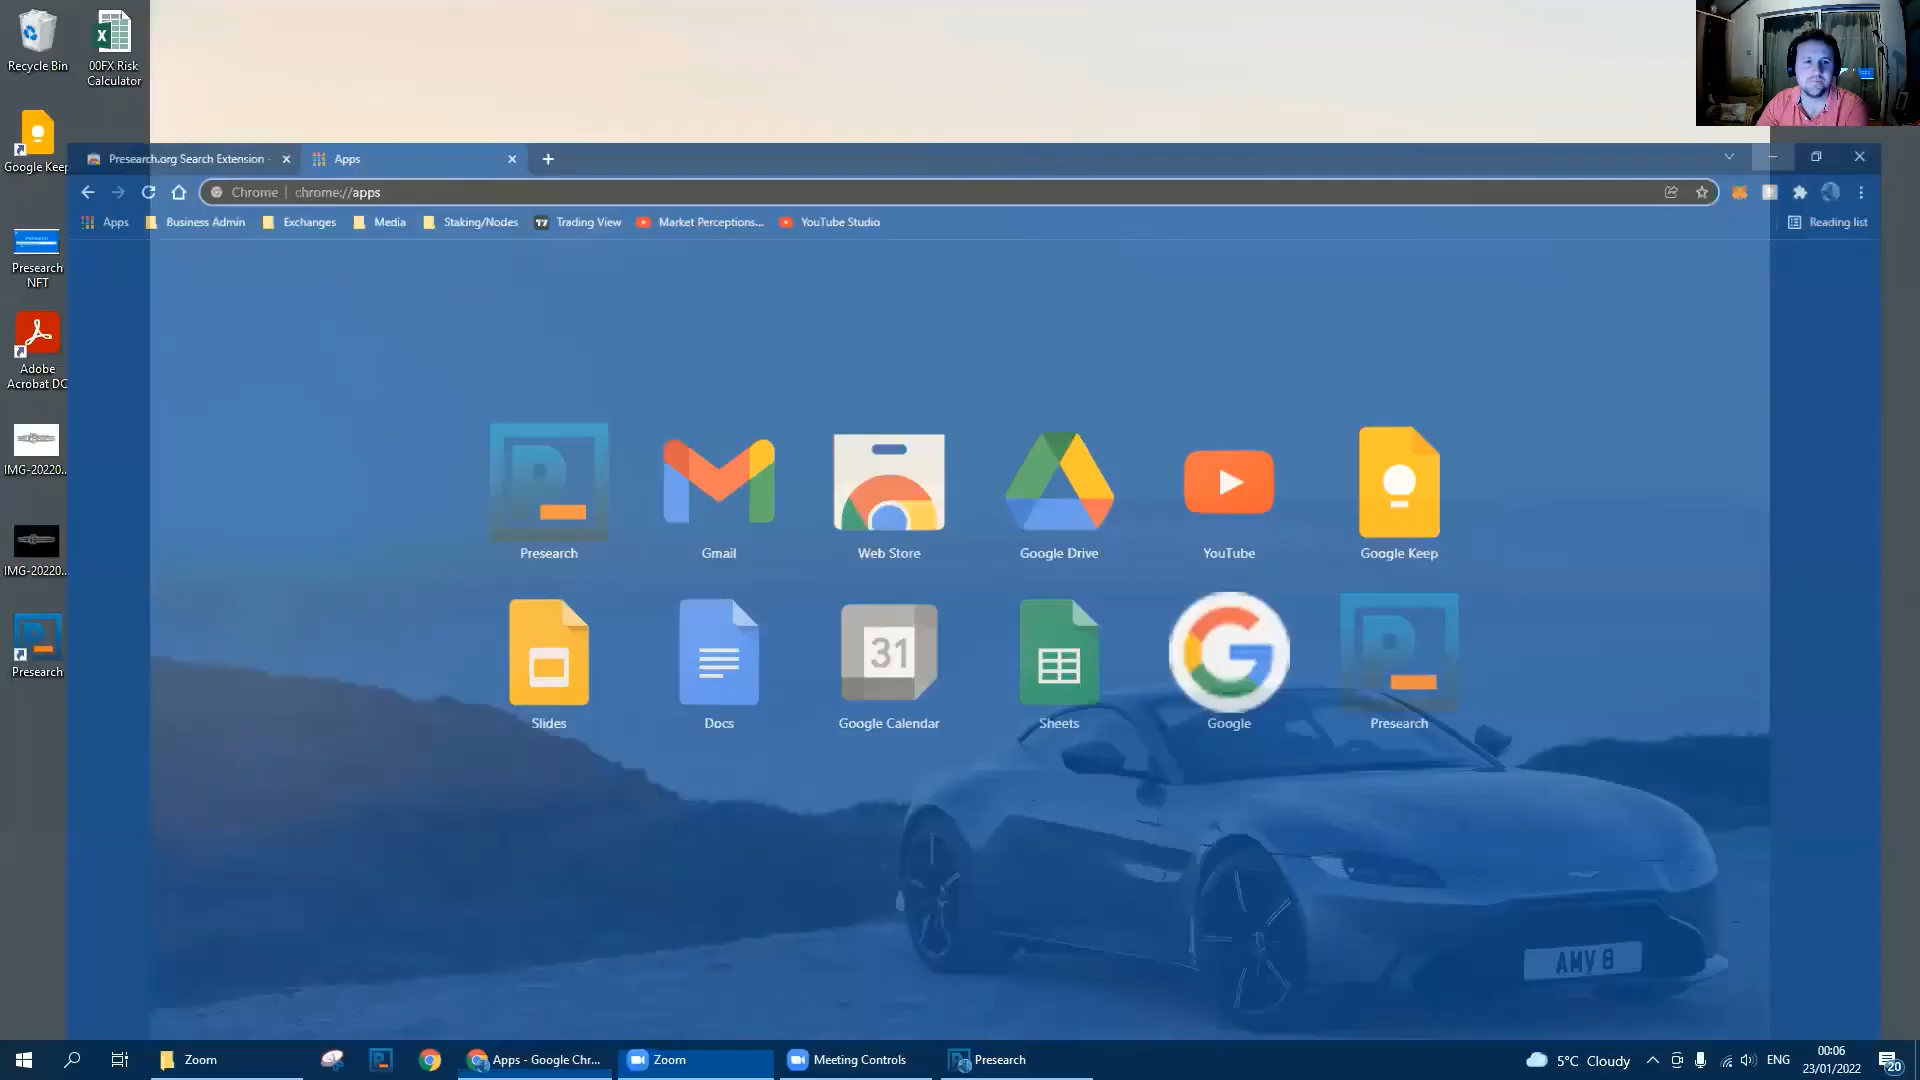 Recycle Bin
00FX Risk
Calculator
Google Keep
Presearch
NFT
Adobe
Acrobat DC
IMG-20220...
IMG-20220...
Presearch
Presearch.org Search Extension -
Apps
Chrome | chrome://apps
Apps
Business Admin
Exchanges
Media
Staking/Nodes
Trading View
Market Perceptions...
YouTube Studio
Reading list
Presearch
Gmail
Web Store
Google Drive
YouTube
Google Keep
31
Slides
Docs
Google Calendar
Sheets
Google
Presearch
AMV 8
Zoom
Apps - Google Chr...
Zoom
Meeting Controls
Presearch
5°C Cloudy
ENG
00:06
23/01/2022
20